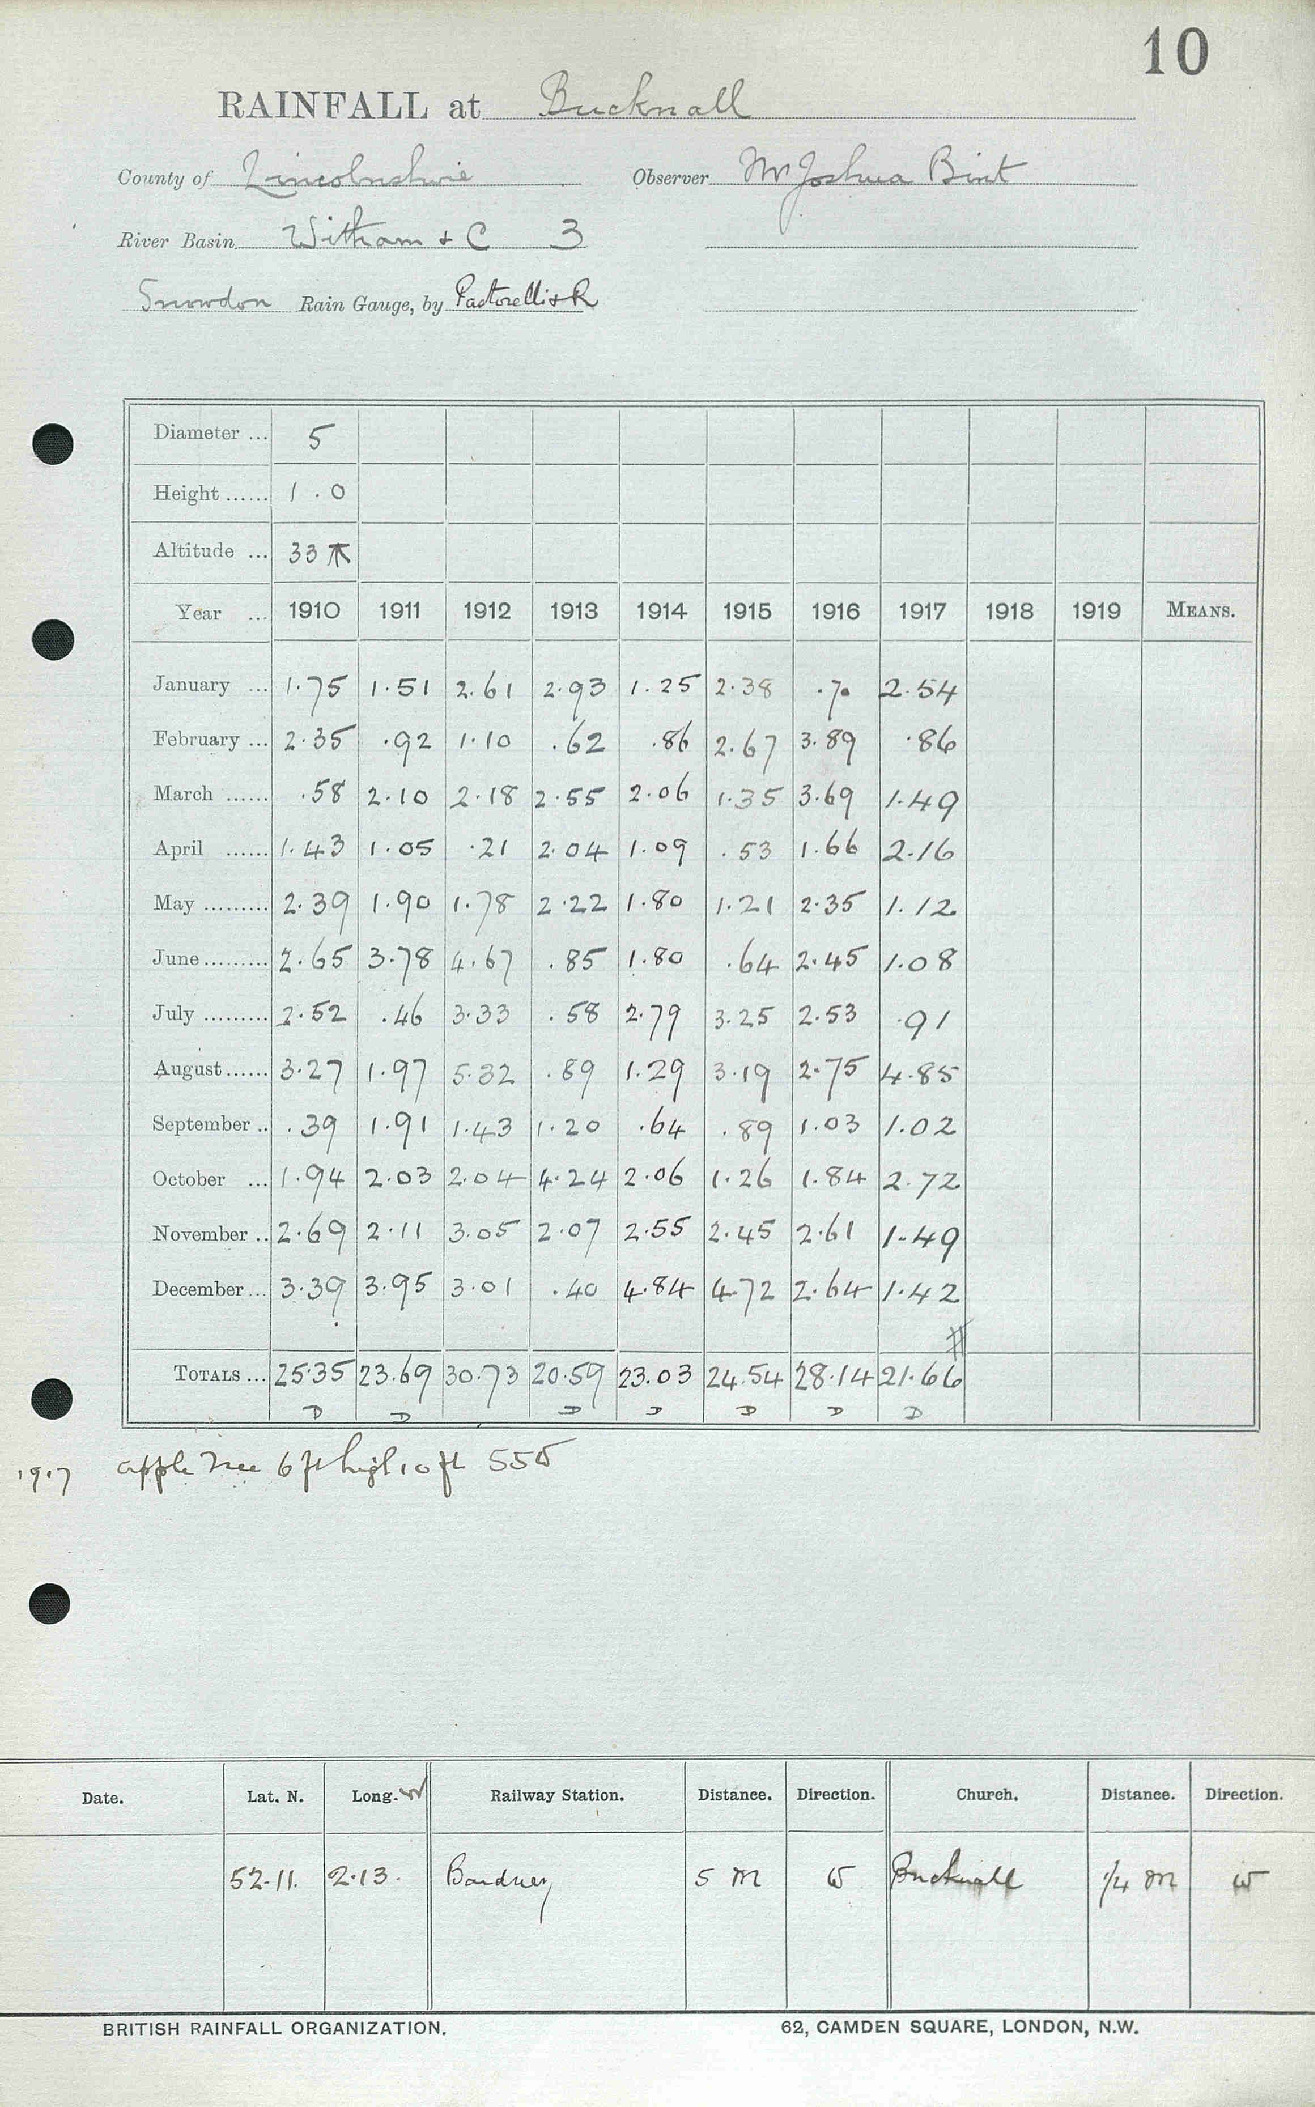 10
RAINFALL at Bucknall
County of Lincolnshire Observer Mr Joshua Bint
River Basin Witham & C 3
Snowdon Rain Gauge, by Pastorelli & R
Diameter ... 5
Height ...... 1.0
Altitude ... 33
Year ... 1910 1911 1912 1913 1914 1915 1916 1917 1918 1919 MEANS.
January ... 1.75 1.51 2.61 2.93 1.25 2.38 .70 2.54
February ... 2.35 .92 1.10 .62 .86 2.67 3.89 .86
March ...... .58 2.10 2.18 2.55 2.06 1.35 3.69 1.49
April ...... 1.43 1.05 .21 2.04 1.09 .53 1.66 2.16
May ......... 2.39 1.90 1.78 2.22 1.80 1.21 2.35 1.12
June ......... 2.65 3.78 4.67 .85 1.80 .64 2.45 1.08
July ......... 2.52 .46 3.33 .58 2.79 3.25 2.53 .91
August ...... 3.27 1.97 5.32 .89 1.29 3.19 2.75 4.85
September .. .39 1.91 1.43 1.20 .64 .89 1.03 1.02
October ... 1.94 2.03 2.04 4.24 2.06 1.26 1.84 2.72
November .. 2.69 2.11 3.05 2.07 2.55 2.45 2.61 1.49
December ... 3.39 3.95 3.01 .40 4.84 4.72 2.64 1.42
TOTALS ... 25.35 23.69 30.73 20.59 23.03 24.54 28.14 21.66
D D D D D D D
1917 apple tree 6 ft high 10 ft
Date. Lat. N. Long. W Railway Station. Distance. Direction. Church. Distance. Direction.
52.11. 2.13. Bardney 5 M W Bucknall 1/4 M W
BRITISH RAINFALL ORGANIZATION. 62, CAMDEN SQUARE, LONDON, N.W.